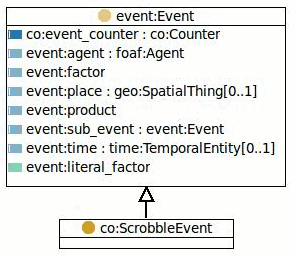 event:Event
co:event_counter : co:Counter
event:agent : foaf:Agent
event:factor
event:place : geo:SpatialThing[0..1]
event:product
event:sub_event : event:Event
event:time : time:TemporalEntity[0..1]
event:literal_factor
co:ScrobbleEvent